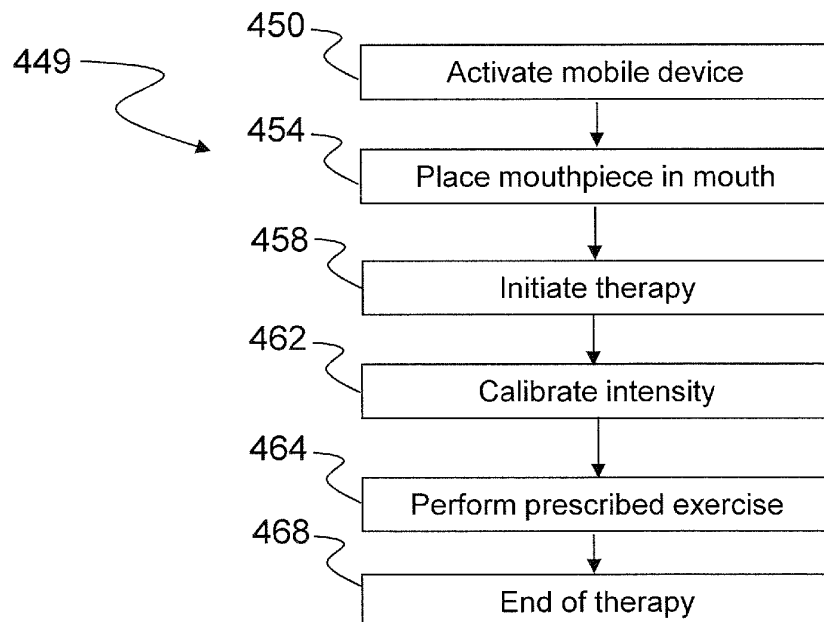 450
Activate mobile device
449
454
Place mouthpiece in mouth
458
Initiate therapy
462
Calibrate intensity
464
Perform prescribed exercise
468
End of therapy